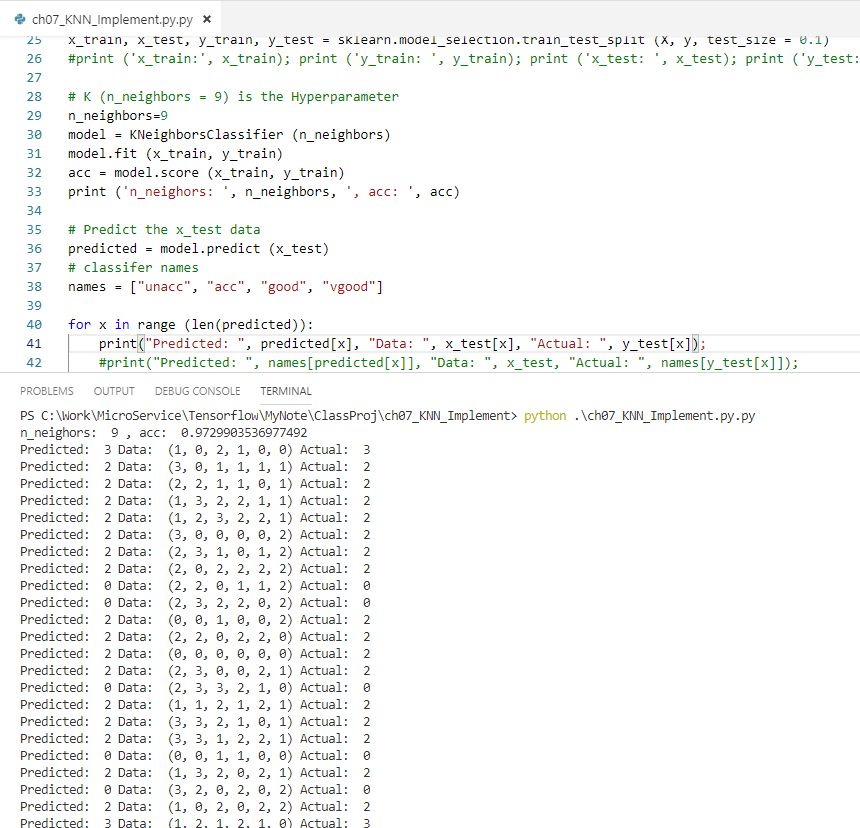 ch07_KNN_Implement.py.py ×
25 x_train, x_test, y_train, y_test = sklearn.model_selection.train_test_split (X, y, test_size = 0.1)
26 #print ('x_train:', x_train); print ('y_train: ', y_train); print ('x_test: ', x_test); print ('y_test:
27
28 # K (n_neighbors = 9) is the Hyperparameter
29 n_neighbors=9
30 model = KNeighborsClassifier (n_neighbors)
31 model.fit (x_train, y_train)
32 acc = model.score (x_train, y_train)
33 print ('n_neighors: ', n_neighbors, ', acc: ', acc)
34
35 # Predict the x_test data
36 predicted = model.predict (x_test)
37 # classifer names
38 names = ["unacc", "acc", "good", "vgood"]
39
40 for x in range (len(predicted)):
41 print("Predicted: ", predicted[x], "Data: ", x_test[x], "Actual: ", y_test[x]);
42 #print("Predicted: ", names[predicted[x]], "Data: ", x_test, "Actual: ", names[y_test[x]]);
PROBLEMS OUTPUT DEBUG CONSOLE TERMINAL
PS C:\Work\MicroService\Tensorflow\MyNote\ClassProj\ch07_KNN_Implement> python .\ch07_KNN_Implement.py.py
n_neighors:  9 , acc:  0.9729903536977492
Predicted:  3 Data:  (1, 0, 2, 1, 0, 0) Actual:  3
Predicted:  2 Data:  (3, 0, 1, 1, 1, 1) Actual:  2
Predicted:  2 Data:  (2, 2, 1, 1, 0, 1) Actual:  2
Predicted:  2 Data:  (1, 3, 2, 2, 1, 1) Actual:  2
Predicted:  2 Data:  (1, 2, 3, 2, 2, 1) Actual:  2
Predicted:  2 Data:  (3, 0, 0, 0, 0, 2) Actual:  2
Predicted:  2 Data:  (2, 3, 1, 0, 1, 2) Actual:  2
Predicted:  2 Data:  (2, 0, 2, 2, 2, 2) Actual:  2
Predicted:  0 Data:  (2, 2, 0, 1, 1, 2) Actual:  0
Predicted:  0 Data:  (2, 3, 2, 2, 0, 2) Actual:  0
Predicted:  2 Data:  (0, 0, 1, 0, 0, 2) Actual:  2
Predicted:  2 Data:  (2, 2, 0, 2, 2, 0) Actual:  2
Predicted:  2 Data:  (0, 0, 0, 0, 0, 0) Actual:  2
Predicted:  2 Data:  (2, 3, 0, 0, 2, 1) Actual:  2
Predicted:  0 Data:  (2, 3, 3, 2, 1, 0) Actual:  0
Predicted:  2 Data:  (1, 1, 2, 1, 2, 1) Actual:  2
Predicted:  2 Data:  (3, 3, 2, 1, 0, 1) Actual:  2
Predicted:  2 Data:  (3, 3, 1, 2, 2, 1) Actual:  2
Predicted:  0 Data:  (0, 0, 1, 1, 0, 0) Actual:  0
Predicted:  2 Data:  (1, 3, 2, 0, 2, 1) Actual:  2
Predicted:  0 Data:  (3, 2, 0, 2, 0, 2) Actual:  0
Predicted:  2 Data:  (1, 0, 2, 0, 2, 2) Actual:  2
Predicted:  3 Data:  (1, 2, 1, 2, 1, 0) Actual:  3